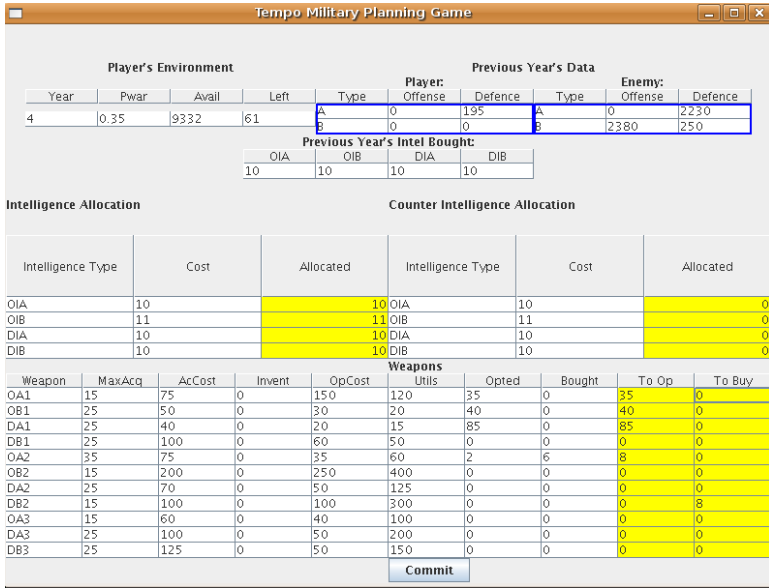 Tempo Military Planning Game
Player's Environment Previous Year's Data
Player: Enemy:
Year Pwar Avail Left Type Offense Defence Type Offense Defence
4 0.35 9332 61 A 0 195 A 0 2230
B 0 0 B 2380 250
Previous Year's Intel Bought:
OIA OIB DIA DIB
10 10 10 10
Intelligence Allocation Counter Intelligence Allocation
Intelligence Type Cost Allocated Intelligence Type Cost Allocated
OIA 10 10 OIA 10 0
OIB 11 11 OIB 11 0
DIA 10 10 DIA 10 0
DIB 10 10 DIB 10 0
Weapons
Weapon MaxAcq AcCost Invent OpCost Utils Opted Bought To Op To Buy
OA1 15 75 0 150 120 35 0 35 0
OB1 25 50 0 30 20 40 0 40 0
DA1 25 40 0 20 15 85 0 85 0
DB1 25 100 0 60 50 0 0 0 0
OA2 35 75 0 35 60 2 6 8 0
OB2 15 200 0 250 400 0 0 0 0
DA2 25 70 0 50 125 0 0 0 0
DB2 15 100 0 100 300 0 0 0 8
OA3 15 60 0 40 100 0 0 0 0
DA3 25 100 0 50 200 0 0 0 0
DB3 25 125 0 50 150 0 0 0 0
Commit